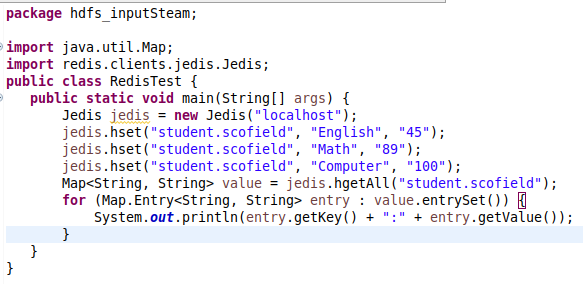 package hdfs_inputSteam;
import java.util.Map;
import redis.clients.jedis.Jedis;
public class RedisTest {
public static void main(String[] args) {
Jedis jedis = new Jedis("localhost");
jedis.hset("student.scofield", "English", "45");
jedis.hset("student.scofield", "Math", "89");
jedis.hset("student.scofield", "Computer", "100");
Map<String, String> value = jedis.hgetAll("student.scofield");
for (Map.Entry<String, String> entry : value.entrySet()) {
System.out.println(entry.getKey() + ":" + entry.getValue());
}
}
}